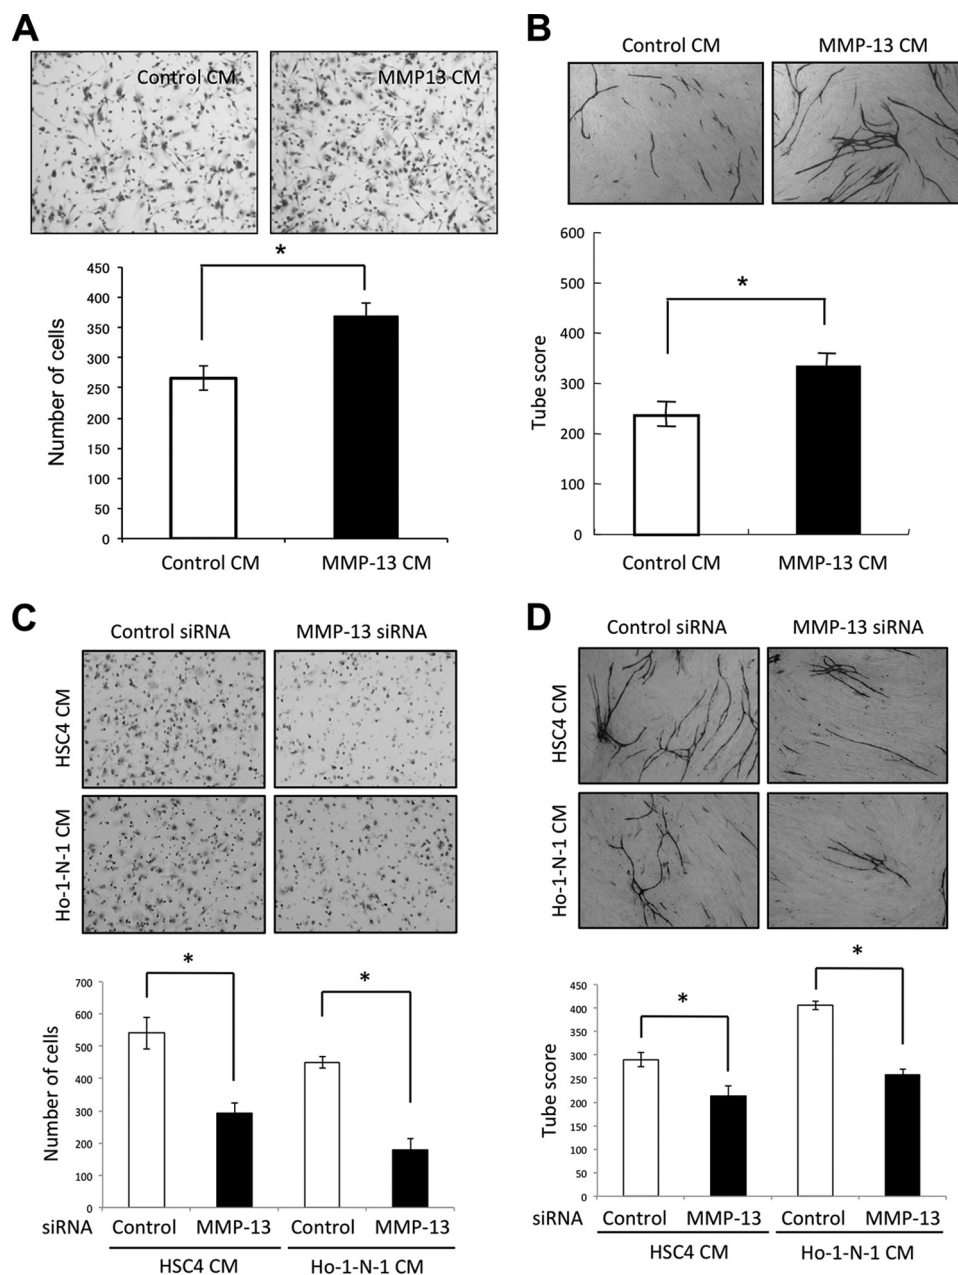 A
Control CM
MMP13 CM
*
450
400
350
300
250
200
150
100
50
0
Number of cells
Control CM
MMP-13 CM
B
Control CM
MMP-13 CM
600
500
400
300
200
100
0
*
Tube score
Control CM
MMP-13 CM
C
Control siRNA
MMP-13 siRNA
HSC4 CM
Ho-1-N-1 CM
*
*
700
600
500
400
300
200
100
0
Number of cells
siRNA Control MMP-13 Control MMP-13
HSC4 CM Ho-1-N-1 CM
D
Control siRNA
MMP-13 siRNA
HSC4 CM
Ho-1-N-1 CM
*
*
450
400
350
300
250
200
150
100
50
0
Tube score
siRNA Control MMP-13 Control MMP-13
HSC4 CM Ho-1-N-1 CM